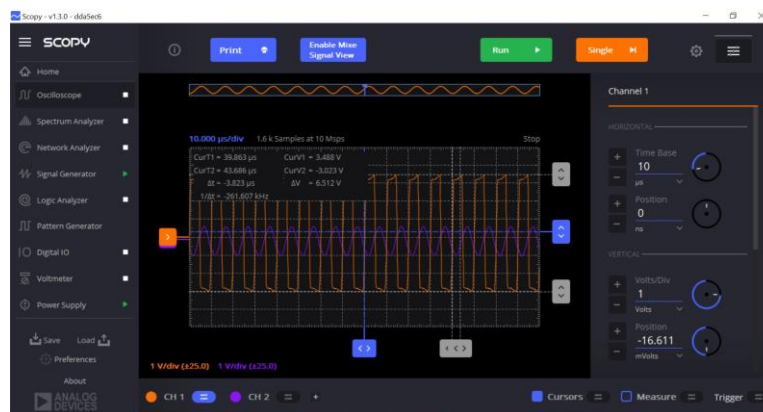 Scopy - v1.3.0 - dda5ec6
SCOPY
Print
Enable Mixe
Signal View
Run
Single
Home
Oscilloscope
Spectrum Analyzer
Network Analyzer
Signal Generator
Logic Analyzer
Pattern Generator
Digital IO
Voltmeter
Power Supply
Save Load
Preferences
About
ANALOG
DEVICES
10.000 µs/div 1.6 k Samples at 10 Msps Stop
CurT1 = 39.863 µs CurV1 = 3.488 V
CurT2 = 43.686 µs CurV2 = -3.023 V
Δt = -3.823 µs ΔV = 6.512 V
1/Δt = -261.607 kHz
1 V/div (±25.0) 1 V/div (±25.0)
CH 1 CH 2 +
Cursors Measure Trigger
Channel 1
HORIZONTAL
Time Base
10
µs
Position
0
ns
VERTICAL
Volts/Div
1
Volts
Position
-16.611
mVolts